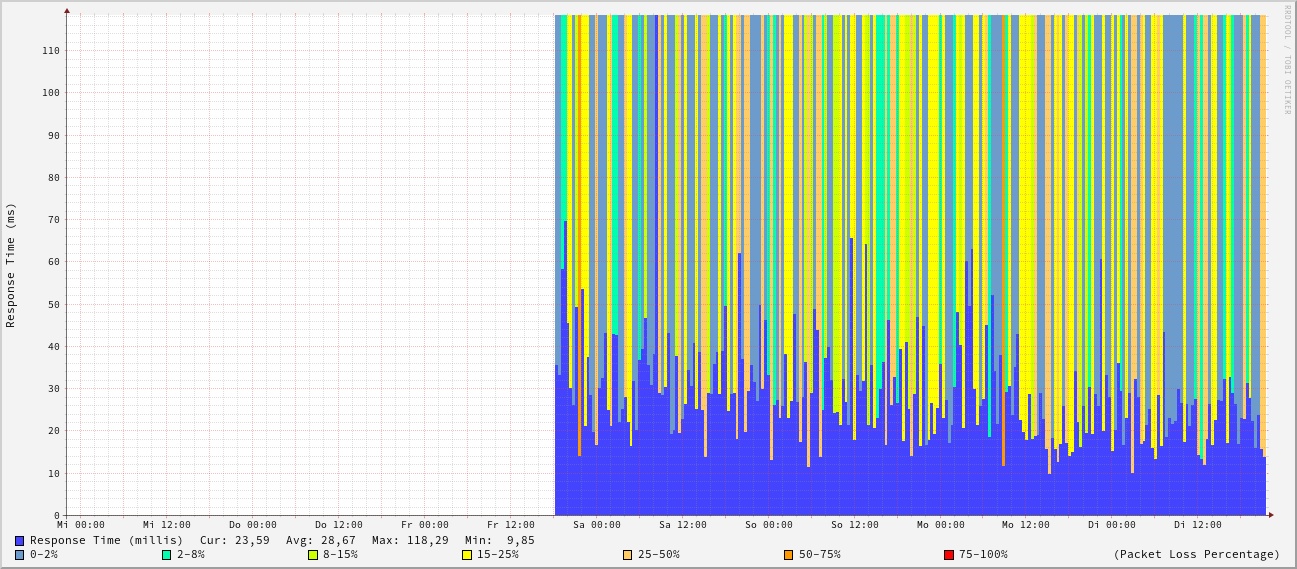 RRDTOOL / TOBI OETIKER
Response Time (ms)
110
100
90
80
70
60
50
40
30
20
10
0
Mi 00:00 Mi 12:00 Do 00:00 Do 12:00 Fr 00:00 Fr 12:00 Sa 00:00 Sa 12:00 So 00:00 So 12:00 Mo 00:00 Mo 12:00 Di 00:00 Di 12:00
Response Time (millis) Cur: 23,59 Avg: 28,67 Max: 118,29 Min: 9,85
0-2% 2-8% 8-15% 15-25% 25-50% 50-75% 75-100% (Packet Loss Percentage)